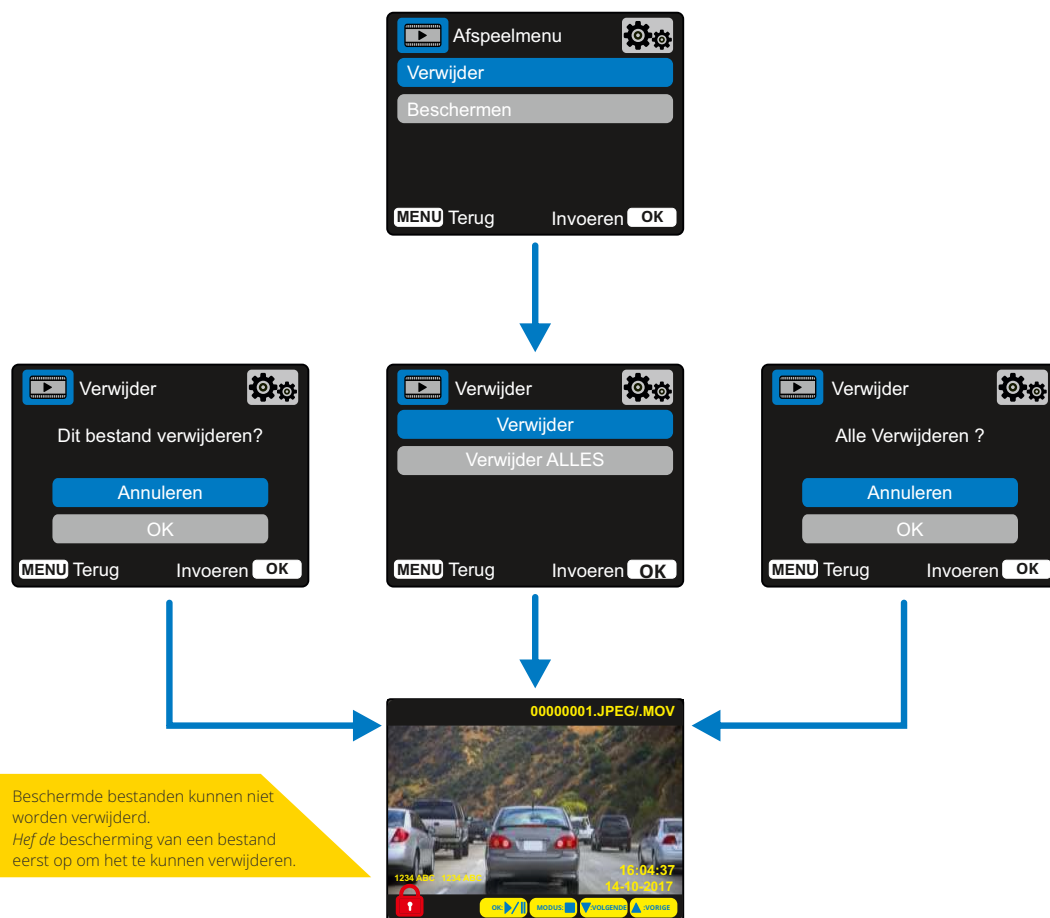 Afspeelmenu
Verwijder
Beschermen
MENU Terug Invoeren OK
Verwijder
Dit bestand verwijderen?
Annuleren
OK
MENU Terug Invoeren OK
Verwijder
Verwijder
Verwijder ALLES
MENU Terug Invoeren OK
Verwijder
Alle Verwijderen ?
Annuleren
OK
MENU Terug Invoeren OK
00000001.JPEG/.MOV
Beschermde bestanden kunnen niet
worden verwijderd.
Hef de bescherming van een bestand
eerst op om het te kunnen verwijderen.
16:04:37
1234 ABC 1234 ABC
14-10-2017
OK: MODUS: :VOLGENDE :VORIGE